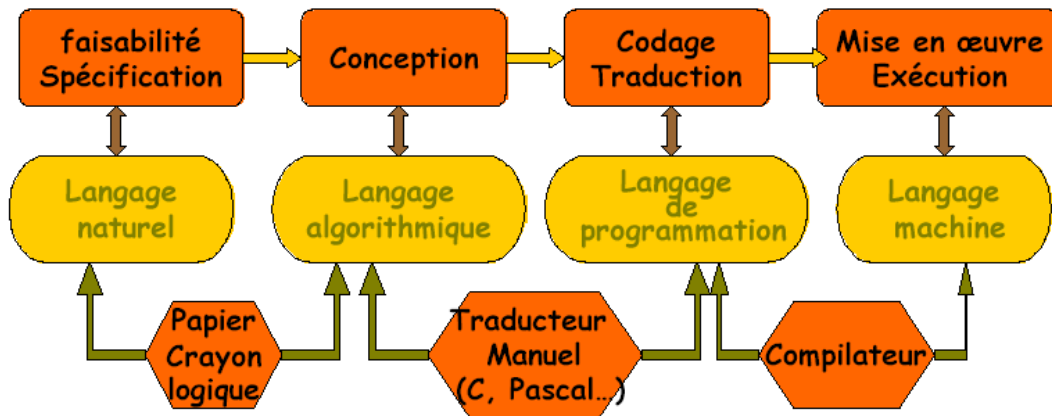 faisabilité
Spécification
Conception
Codage
Traduction
Mise en œuvre
Exécution
Langage
naturel
Langage
algorithmique
Langage
de
programmation
Langage
machine
Papier
Crayon
logique
Traducteur
Manuel
(C, Pascal…)
Compilateur